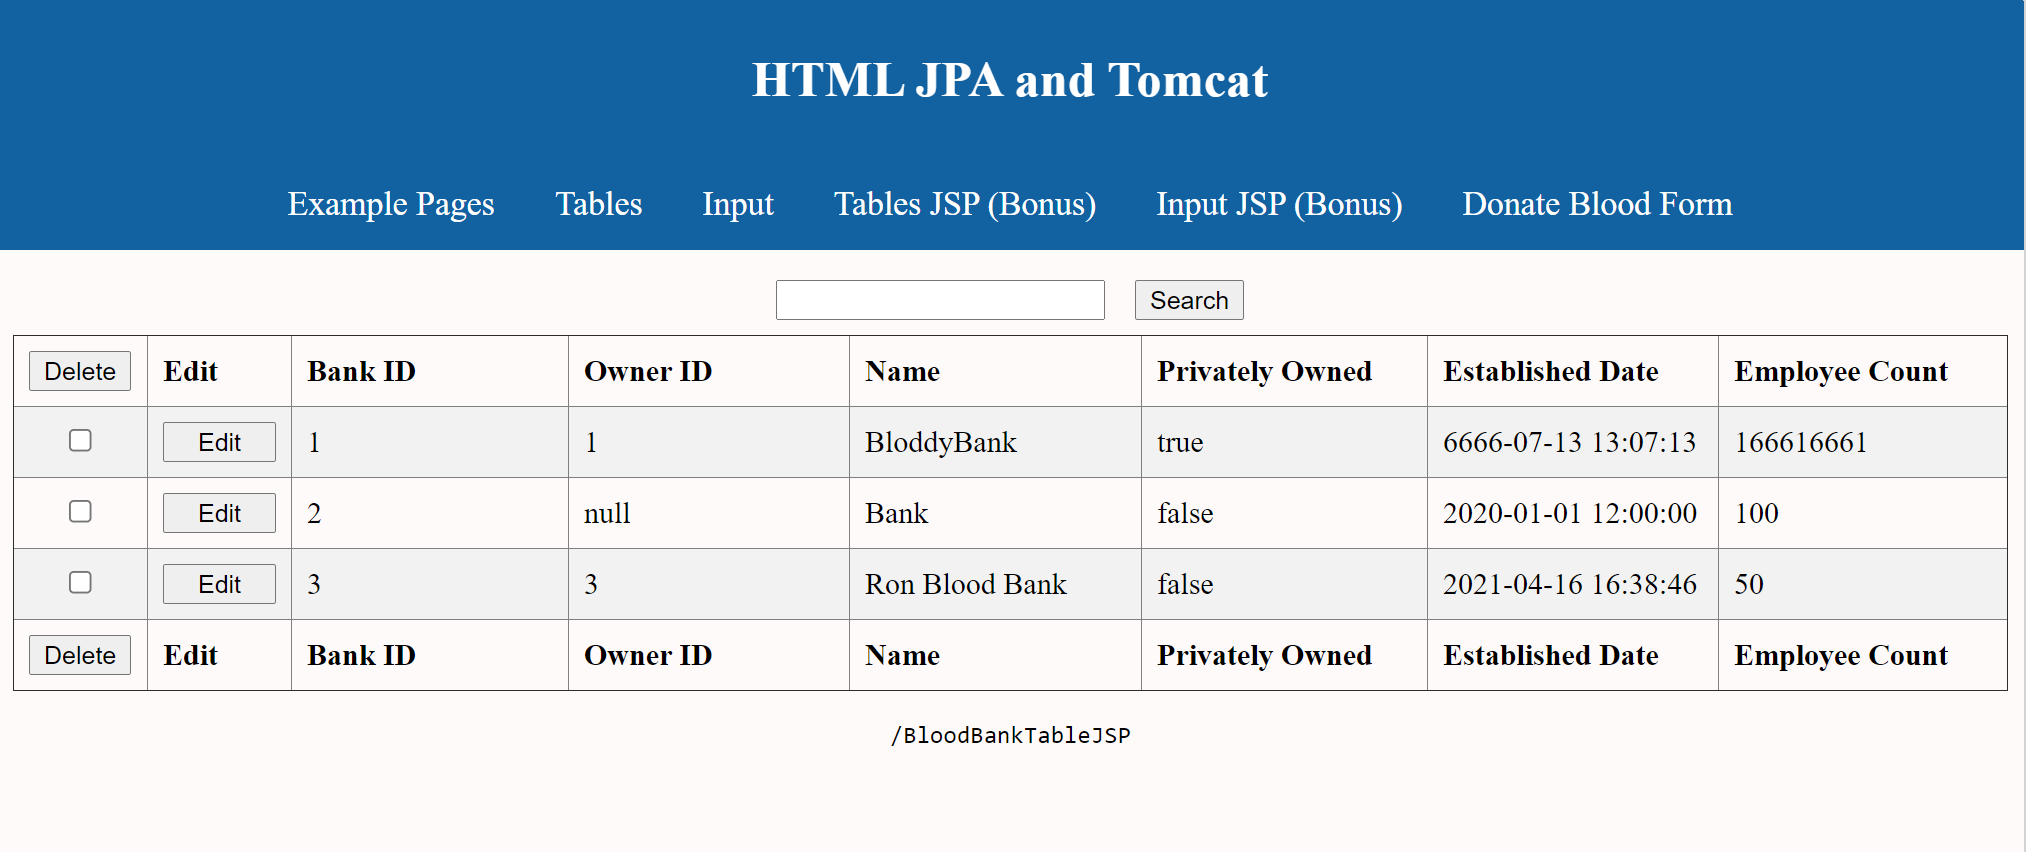 HTML JPA and Tomcat
Example Pages Tables Input Tables JSP (Bonus) Input JSP (Bonus) Donate Blood Form
Search
Delete Edit Bank ID Owner ID Name Privately Owned Established Date Employee Count
Edit 1 1 BloddyBank true 6666-07-13 13:07:13 166616661
Edit 2 null Bank false 2020-01-01 12:00:00 100
Edit 3 3 Ron Blood Bank false 2021-04-16 16:38:46 50
Delete Edit Bank ID Owner ID Name Privately Owned Established Date Employee Count
/BloodBankTableJSP